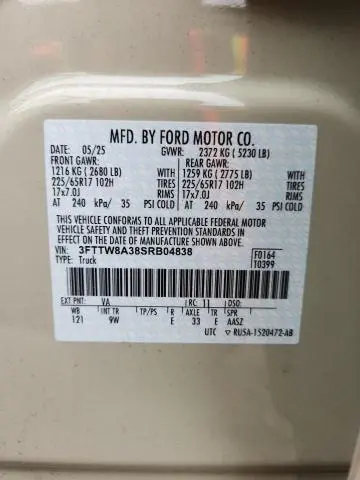 MFD. BY FORD MOTOR CO.
DATE: 05/25 GVWR: 2372 KG ( 5230 LB)
FRONT GAWR: REAR GAWR:
1216 KG ( 2680 LB) WITH 1259 KG ( 2775 LB) WITH
225/65R17 102H TIRES 225/65R17 102H TIRES
17x7.0J RIMS 17x7.0J RIMS
AT 240 kPa/ 35 PSI COLD AT 240 kPa/ 35 PSI COLD
THIS VEHICLE CONFORMS TO ALL APPLICABLE FEDERAL MOTOR
VEHICLE SAFETY AND THEFT PREVENTION STANDARDS IN
EFFECT ON THE DATE OF MANUFACTURE SHOWN ABOVE.
VIN: 3FTTW8A38SRB04838 F0164
TYPE: Truck T0399
EXT PNT: VA RC: 11 DSO:
WB INT TR TP/PS R AXLE TR SPR
121 9W E 33 E AASZ
UTC ▽ RU5A-1520472-AB